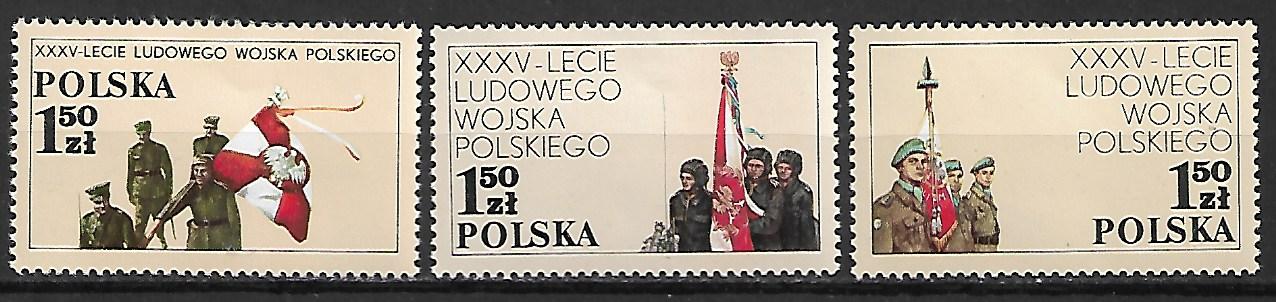 XXXV-LECIE LUDOWEGO WOJSKA POLSKIEGO
POLSKA
1 50 zł
XXXV-LECIE
LUDOWEGO
WOJSKA
POLSKIEGO
1 50 zł
POLSKA
XXXV-LECIE
LUDOWEGO
WOJSKA
POLSKIEGO
1 50 zł
POLSKA